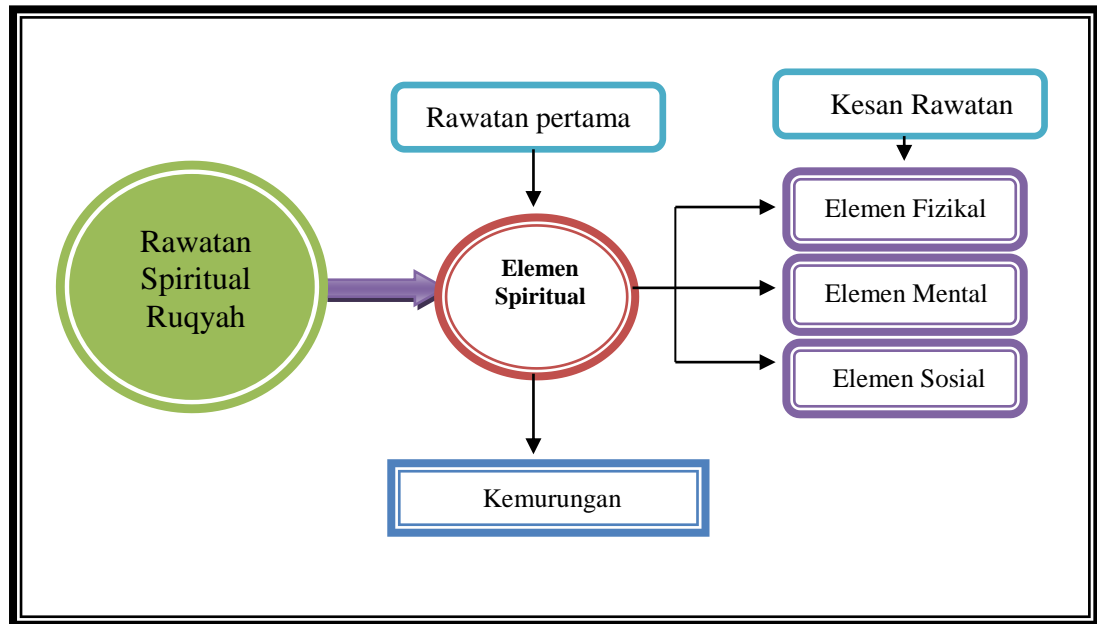 Rawatan pertama
Kesan Rawatan
Rawatan
Spiritual
Ruqyah
Elemen
Spiritual
Elemen Fizikal
Elemen Mental
Elemen Sosial
Kemurungan